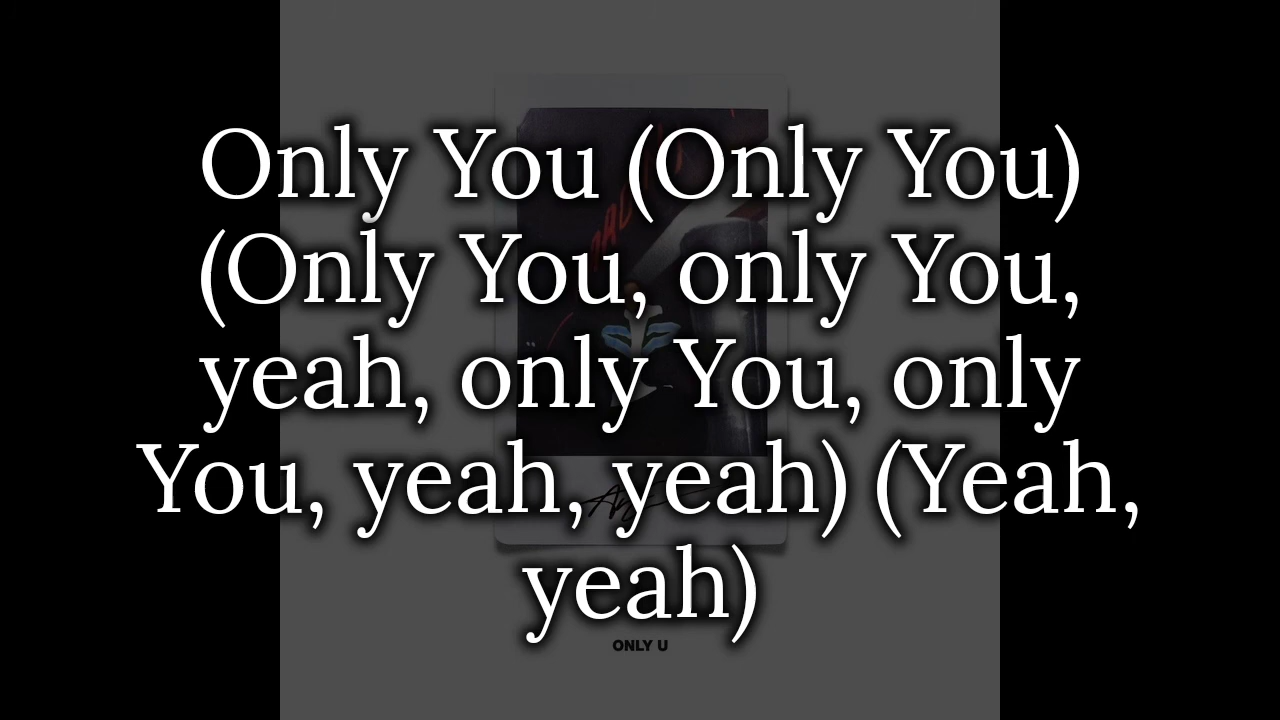 Only You (Only You)
(Only You, only You,
yeah, only You, only
You, yeah, yeah) (Yeah,
yeah)
ONLY U